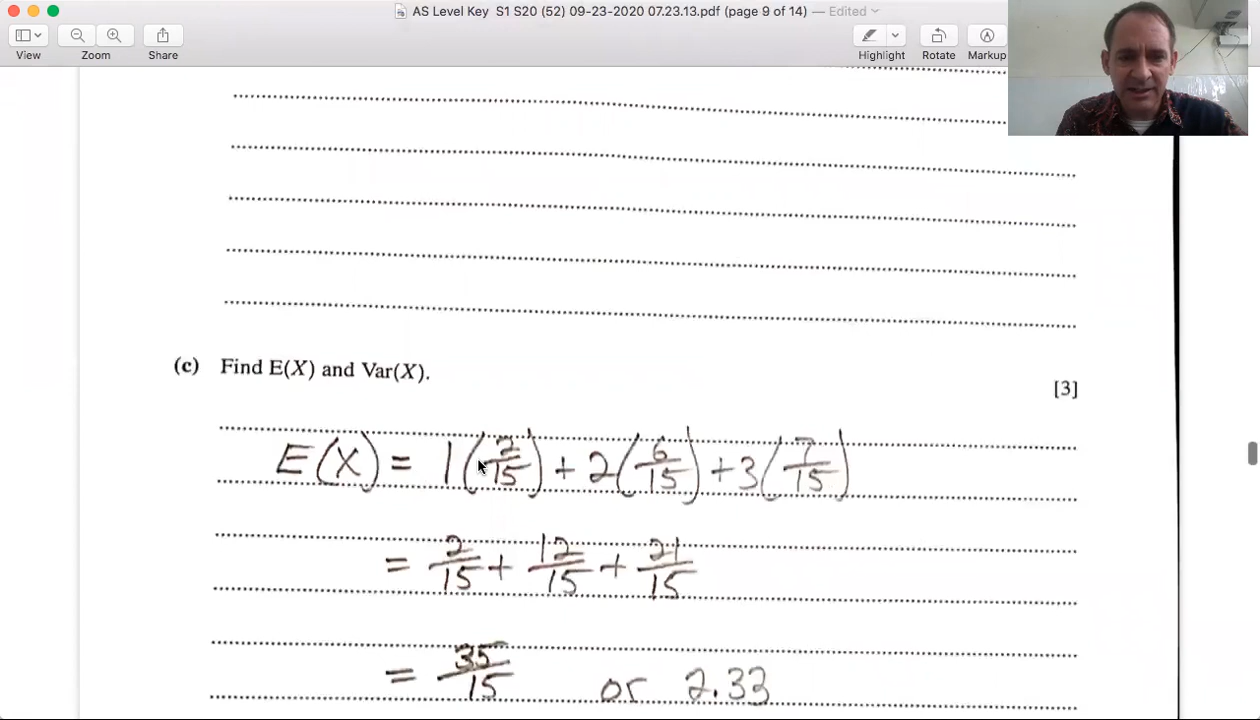 AS Level Key S1 S20 (52) 09-23-2020 07.23.13.pdf (page 9 of 14) — Edited
View Zoom Share Highlight Rotate Markup
(c) Find E(X) and Var(X).
[3]
E(X) = 1(2/15) + 2(6/15) + 3(7/15)
= 2/15 + 12/15 + 21/15
= 35/15 or 2.33